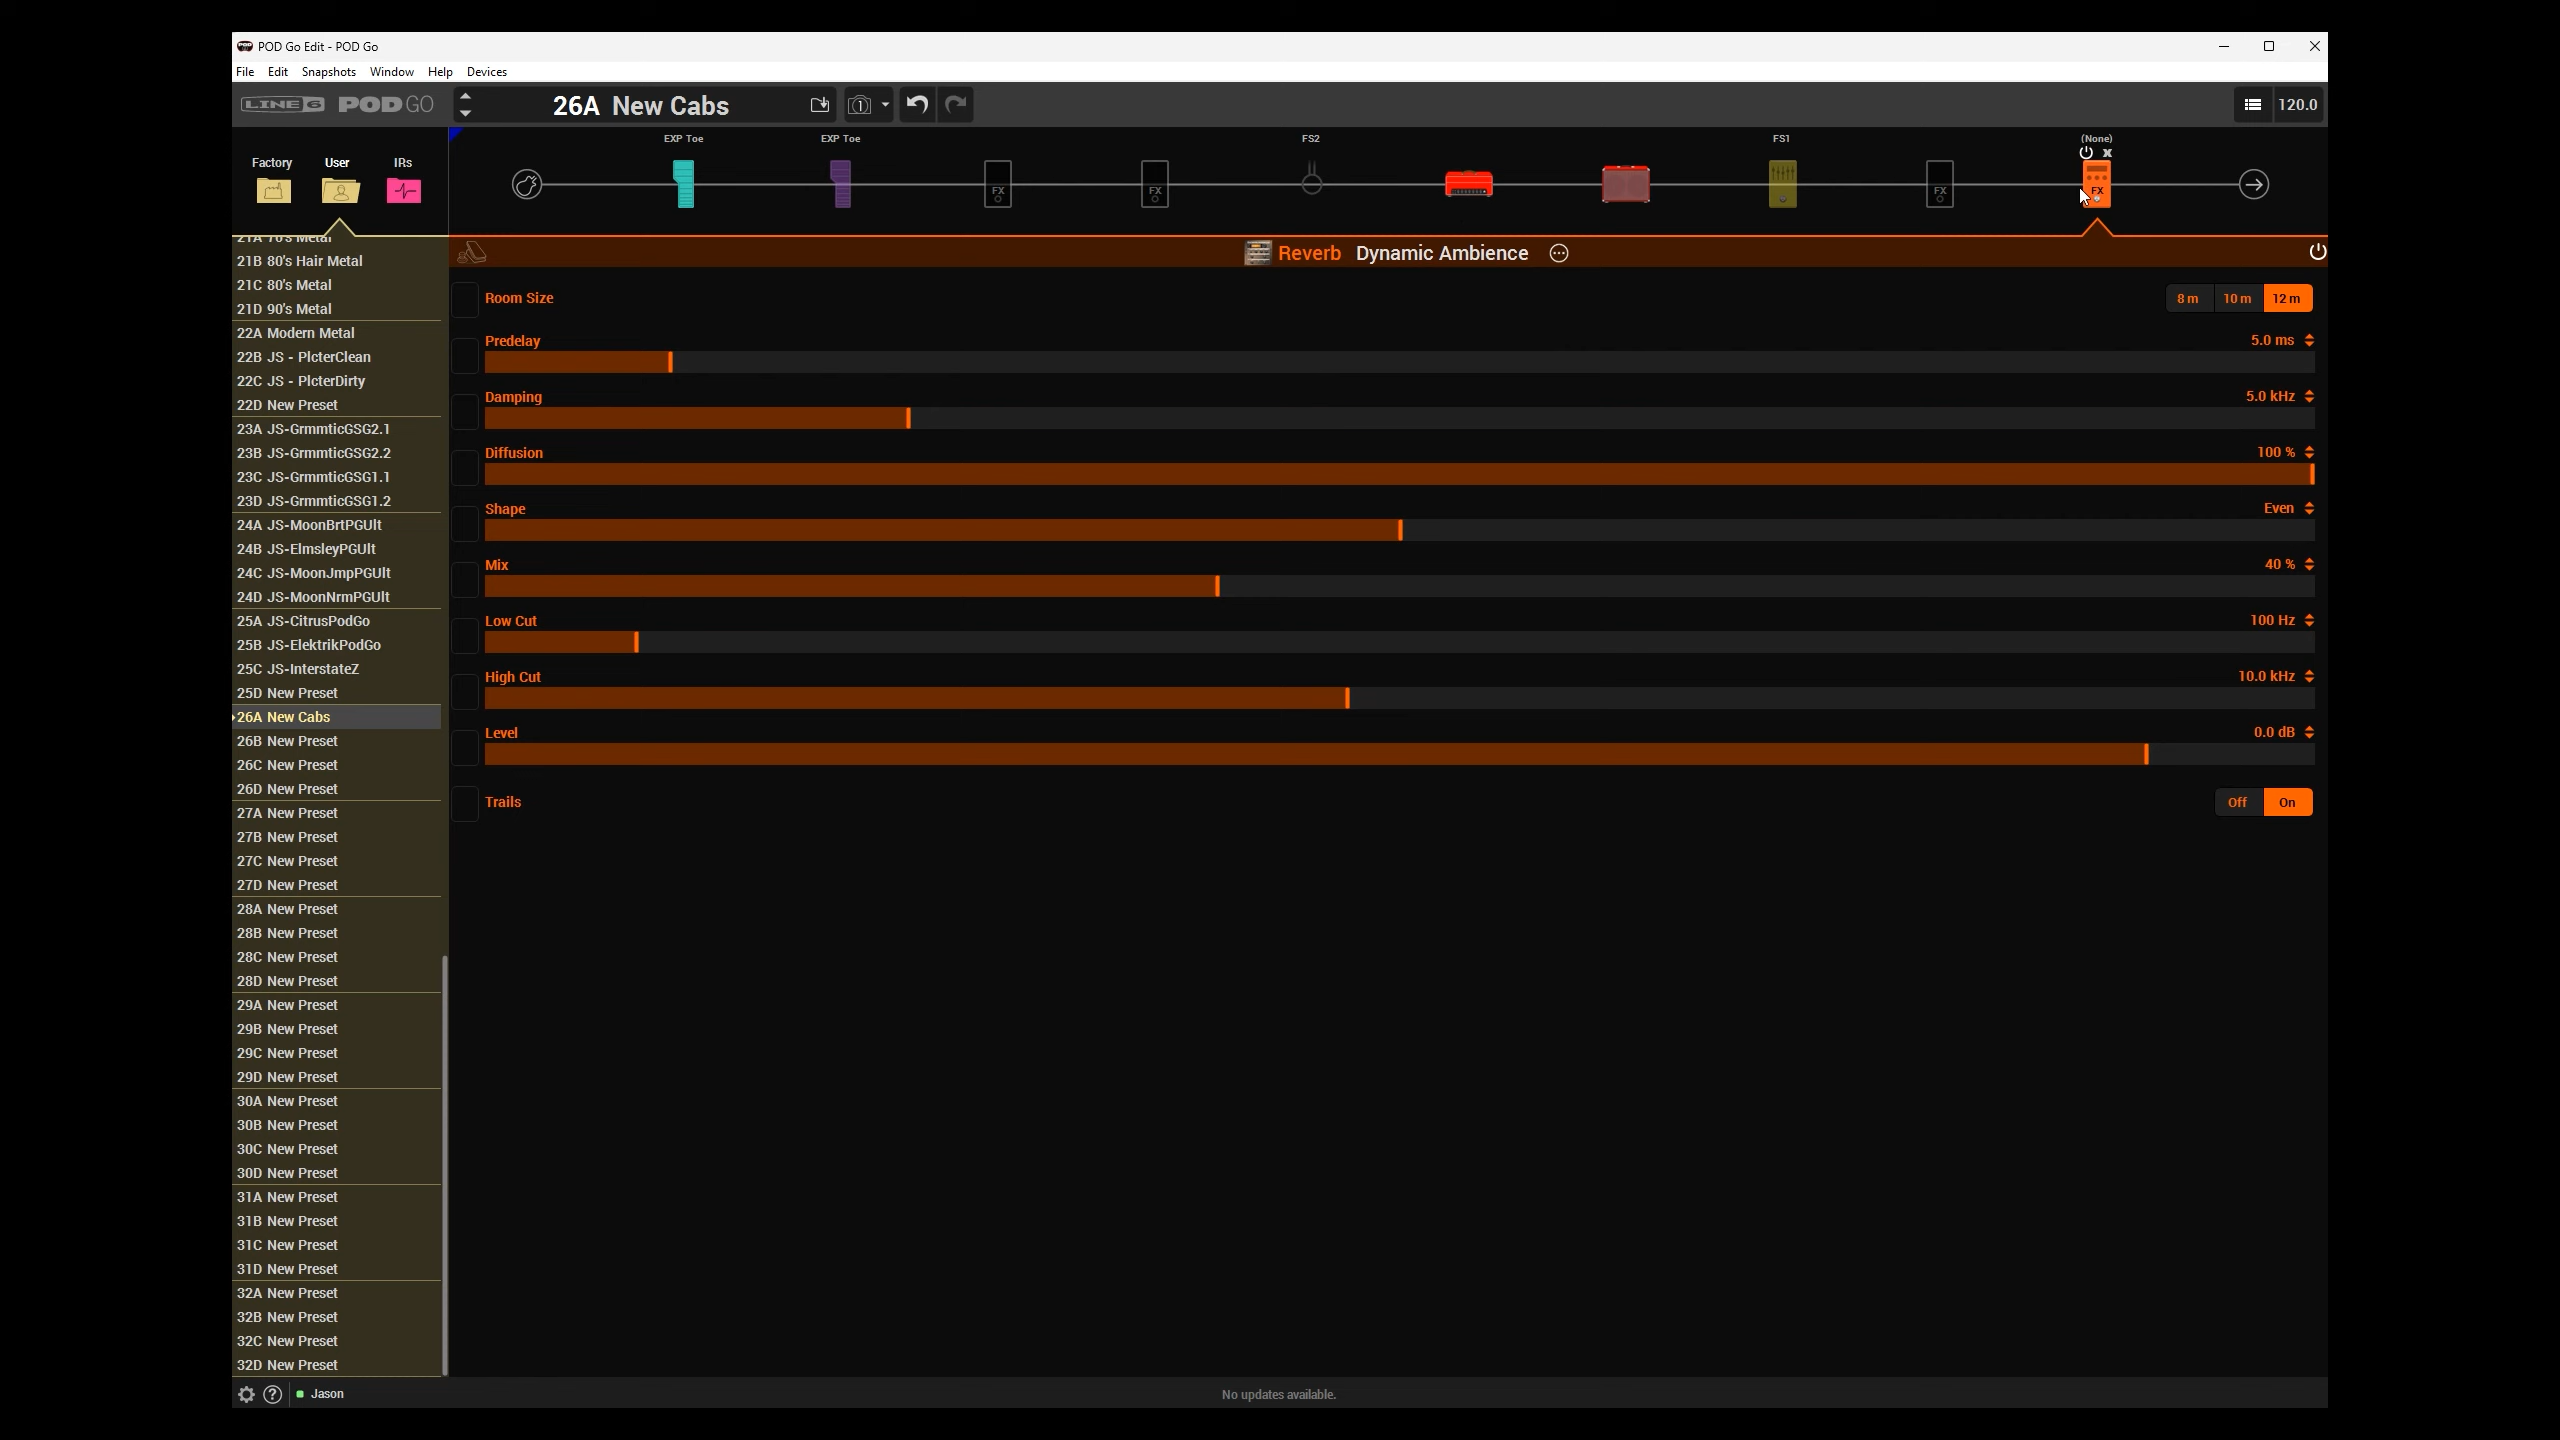 POD Go Edit - POD Go
File Edit Snapshots Window Help Devices
LINE 6 POD GO 26A New Cabs 1 120.0
EXP Toe EXP Toe FS2 FS1 (None)
X
Factory User IRs
FX FX FX FX
21A 70's Metal
21B 80's Hair Metal
21C 80's Metal
21D 90's Metal
22A Modern Metal
22B JS - PlcterClean
22C JS - PlcterDirty
22D New Preset
23A JS-GrmmticGSG2.1
23B JS-GrmmticGSG2.2
23C JS-GrmmticGSG1.1
23D JS-GrmmticGSG1.2
24A JS-MoonBrtPGUlt
24B JS-ElmsleyPGUlt
24C JS-MoonJmpPGUlt
24D JS-MoonNrmPGUlt
25A JS-CitrusPodGo
25B JS-ElektrikPodGo
25C JS-InterstateZ
25D New Preset
26A New Cabs
26B New Preset
26C New Preset
26D New Preset
27A New Preset
27B New Preset
27C New Preset
27D New Preset
28A New Preset
28B New Preset
28C New Preset
28D New Preset
29A New Preset
29B New Preset
29C New Preset
29D New Preset
30A New Preset
30B New Preset
30C New Preset
30D New Preset
31A New Preset
31B New Preset
31C New Preset
31D New Preset
32A New Preset
32B New Preset
32C New Preset
32D New Preset
Reverb Dynamic Ambience
Room Size 8 m 10 m 12 m
Predelay 5.0 ms
Damping 5.0 kHz
Diffusion 100 %
Shape Even
Mix 40 %
Low Cut 100 Hz
High Cut 10.0 kHz
Level 0.0 dB
Trails Off On
? Jason No updates available.